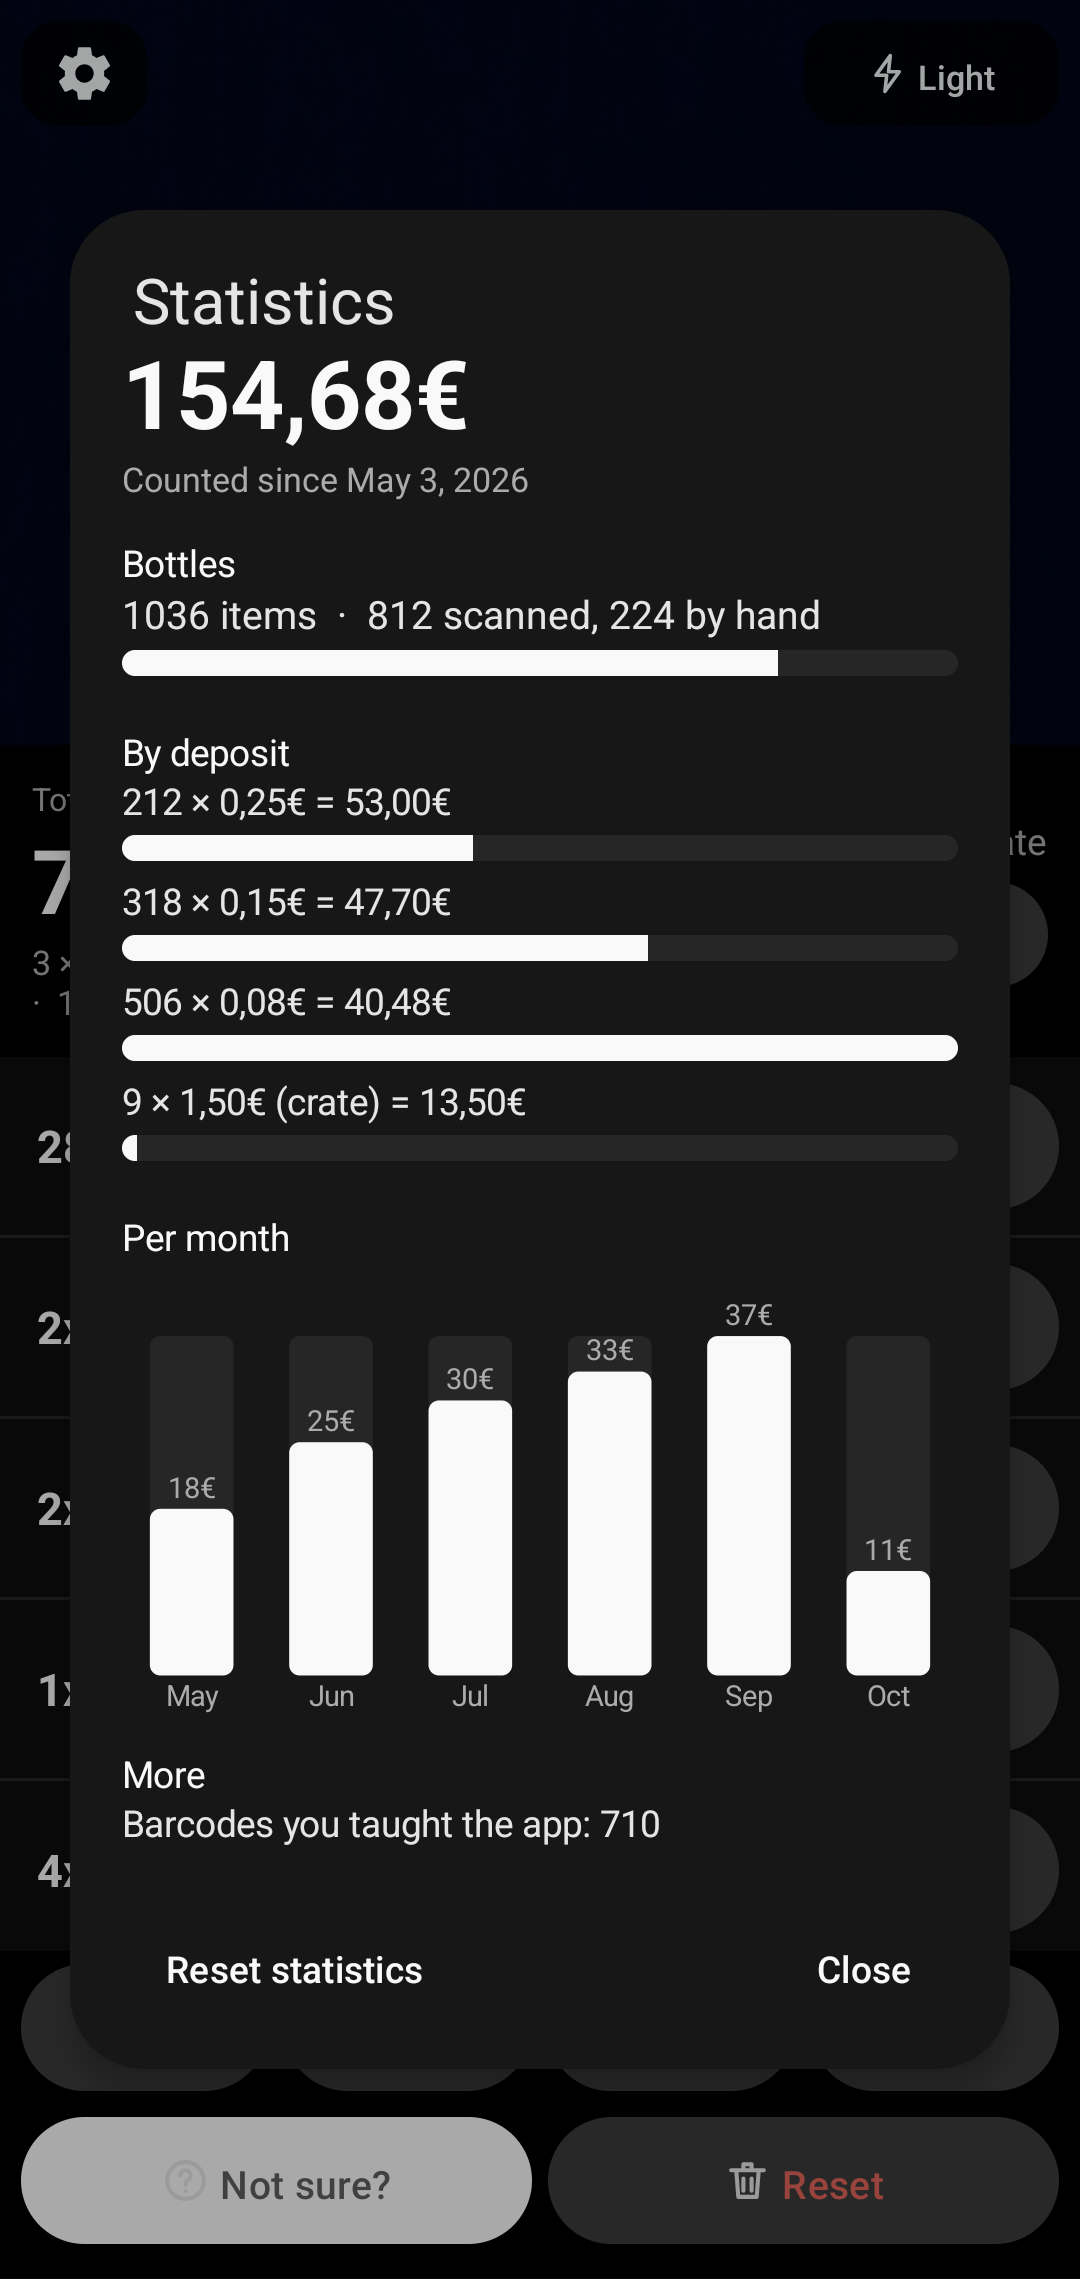 Light
Statistics
154,68€
Counted since May 3, 2026
Bottles
1036 items · 812 scanned, 224 by hand
By deposit
212 × 0,25€ = 53,00€
318 × 0,15€ = 47,70€
506 × 0,08€ = 40,48€
9 × 1,50€ (crate) = 13,50€
Per month
18€ 25€ 30€ 33€ 37€ 11€
May Jun Jul Aug Sep Oct
More
Barcodes you taught the app: 710
Reset statistics Close
Not sure? Reset